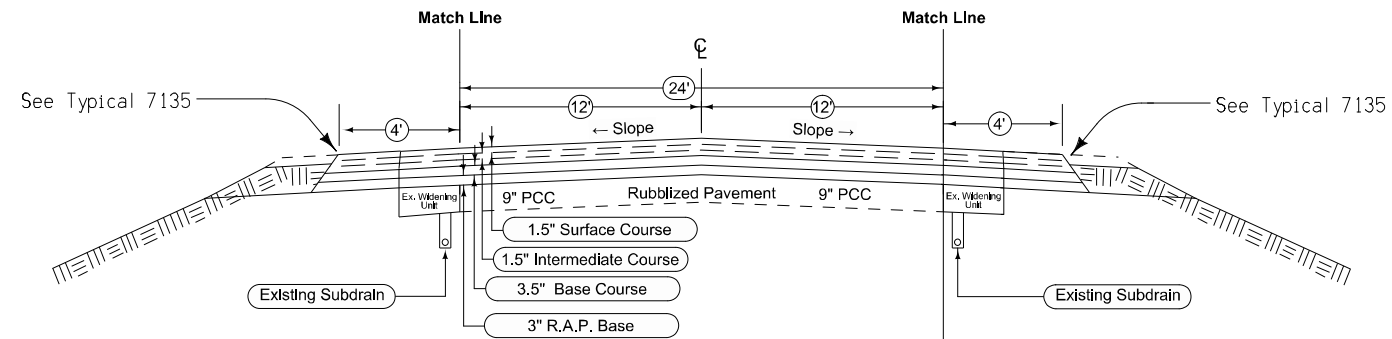 Match Line
Match Line
℄
24'
See Typical 7135
12'
12'
See Typical 7135
4'
← Slope
Slope →
4'
Ex. Widening
Unit
9" PCC
Rubblized Pavement
9" PCC
Ex. Widening
Unit
1.5" Surface Course
1.5" Intermediate Course
Existing Subdrain
3.5" Base Course
Existing Subdrain
3" R.A.P. Base